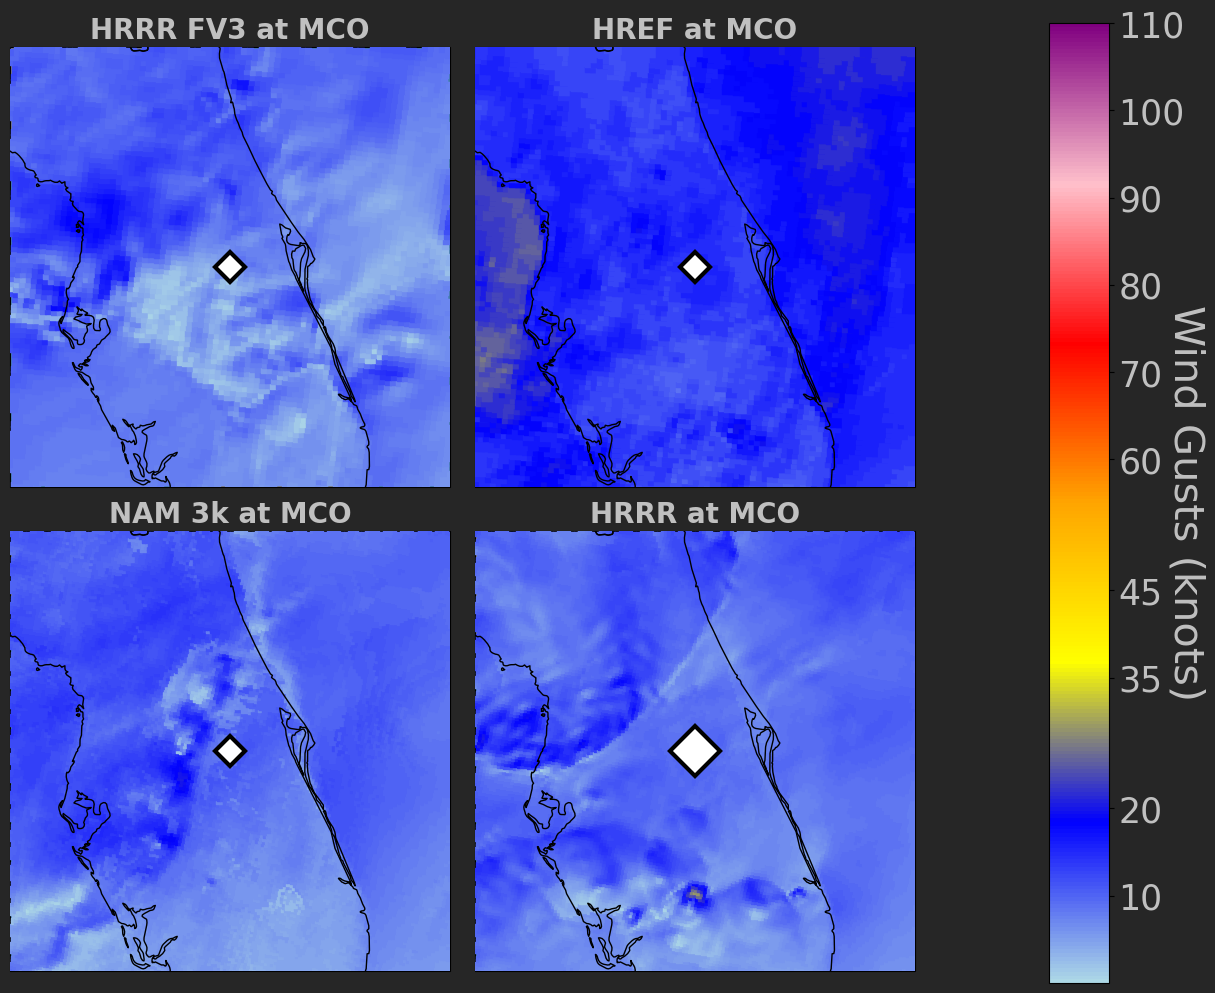 HRRR FV3 at MCO
HREF at MCO
NAM 3k at MCO
HRRR at MCO
110
100
90
80
70
60
45
35
20
10
Wind Gusts (knots)